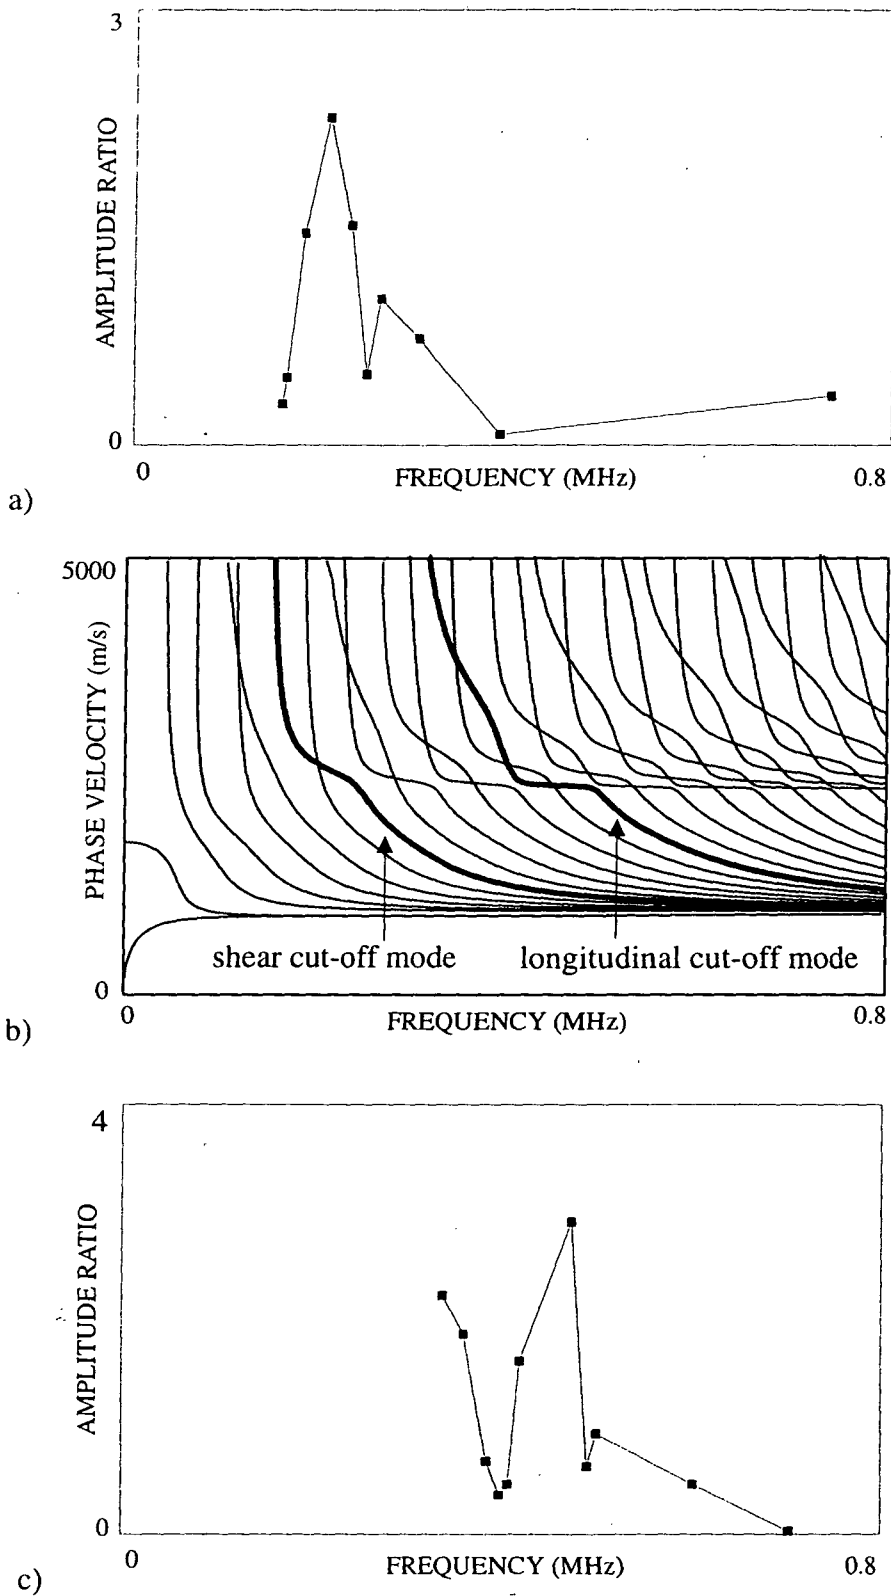 3
AMPLITUDE RATIO
0
0
FREQUENCY (MHz)
0.8
a)
5000
PHASE VELOCITY (m/s)
shear cut-off mode
longitudinal cut-off mode
0
0
FREQUENCY (MHz)
0.8
b)
4
AMPLITUDE RATIO
0
0
FREQUENCY (MHz)
0.8
c)